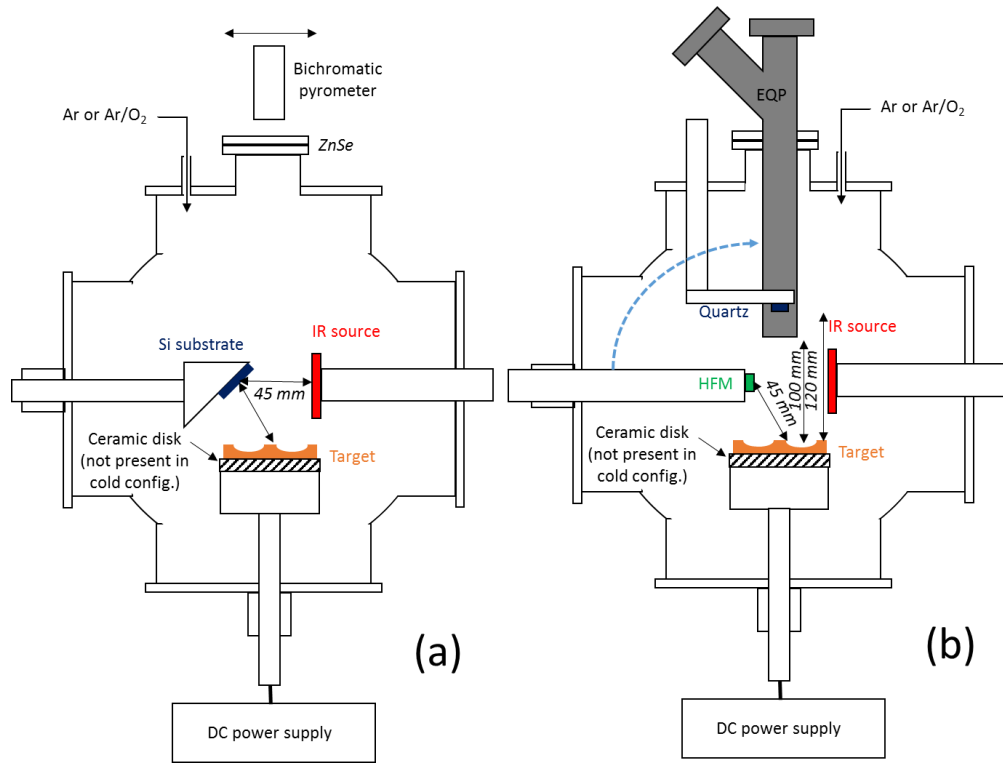 Bichromatic
pyrometer
Ar or Ar/O₂
ZnSe
Si substrate
IR source
45 mm
Ceramic disk
(not present in
cold config.)
Target
(a)
DC power supply
EQP
Ar or Ar/O₂
Quartz
IR source
HFM
45 mm
100 mm
120 mm
Ceramic disk
(not present in
cold config.)
Target
(b)
DC power supply